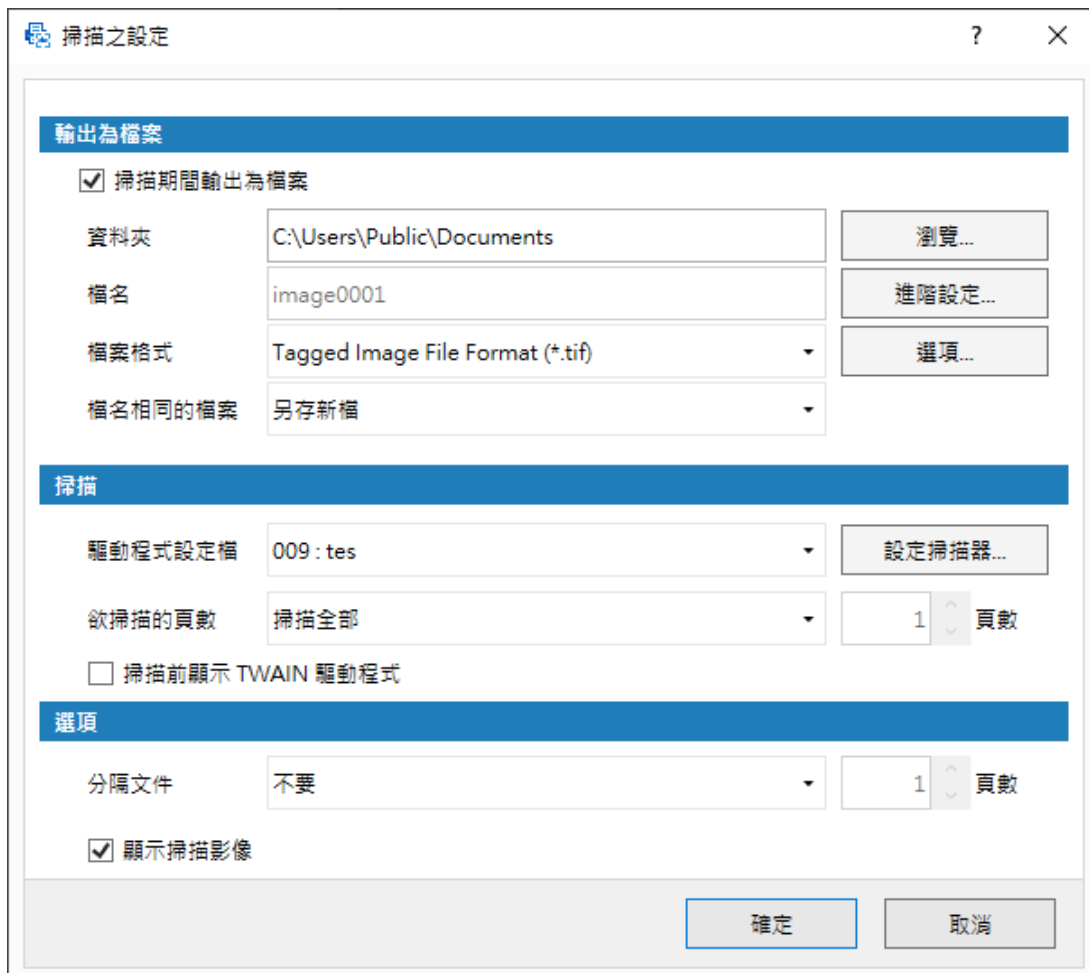 掃描之設定 ?
輸出為檔案
掃描期間輸出為檔案
資料夾 C:\Users\Public\Documents 瀏覽...
檔名 image0001 進階設定...
檔案格式 Tagged Image File Format (*.tif) 選項...
檔名相同的檔案 另存新檔
掃描
驅動程式設定檔 009 : tes 設定掃描器...
欲掃描的頁數 掃描全部 1 頁數
掃描前顯示 TWAIN 驅動程式
選項
分隔文件 不要 1 頁數
顯示掃描影像
確定 取消